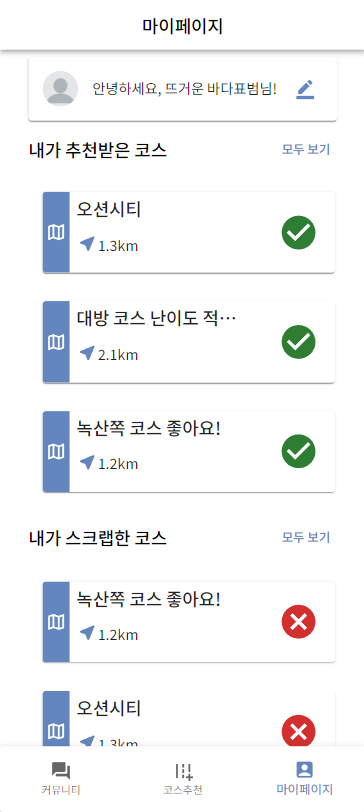 마이페이지
안녕하세요, 뜨거운 바다표범님!
내가 추천받은 코스
모두 보기
오션시티
1.3km
대방 코스 난이도 적…
2.1km
녹산쪽 코스 좋아요!
1.2km
내가 스크랩한 코스
모두 보기
녹산쪽 코스 좋아요!
1.2km
오션시티
1.3km
커뮤니티
코스추천
마이페이지